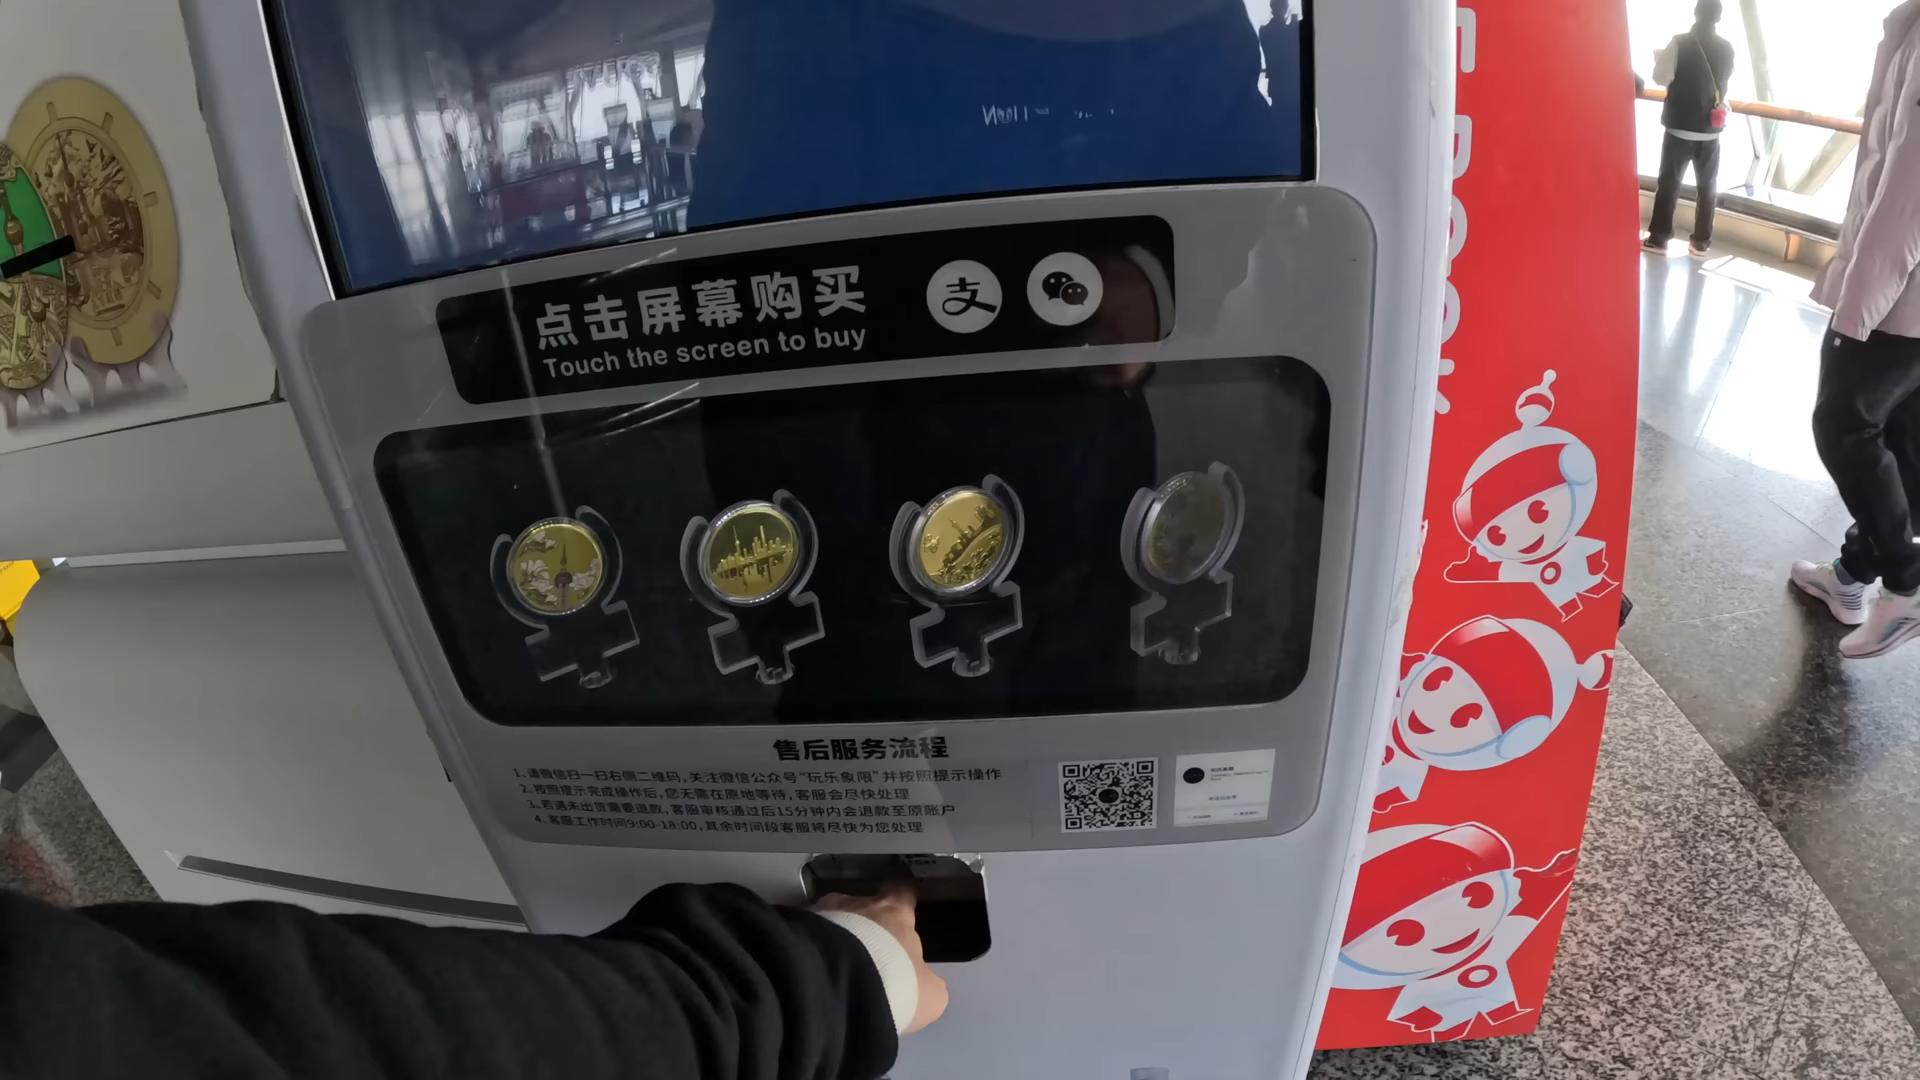 点击屏幕购买
Touch the screen to buy
支
售后服务流程
1.请微信扫一扫右侧二维码,关注微信公众号"玩乐象限"并按照提示操作
2.按照提示完成操作后,您无需在原地等待,客服会尽快处理
3.若遇未出货需要退款,客服审核通过后15分钟内会退款至原账户
4.客服工作时间9:00-18:00,其余时间段客服将尽快为您处理